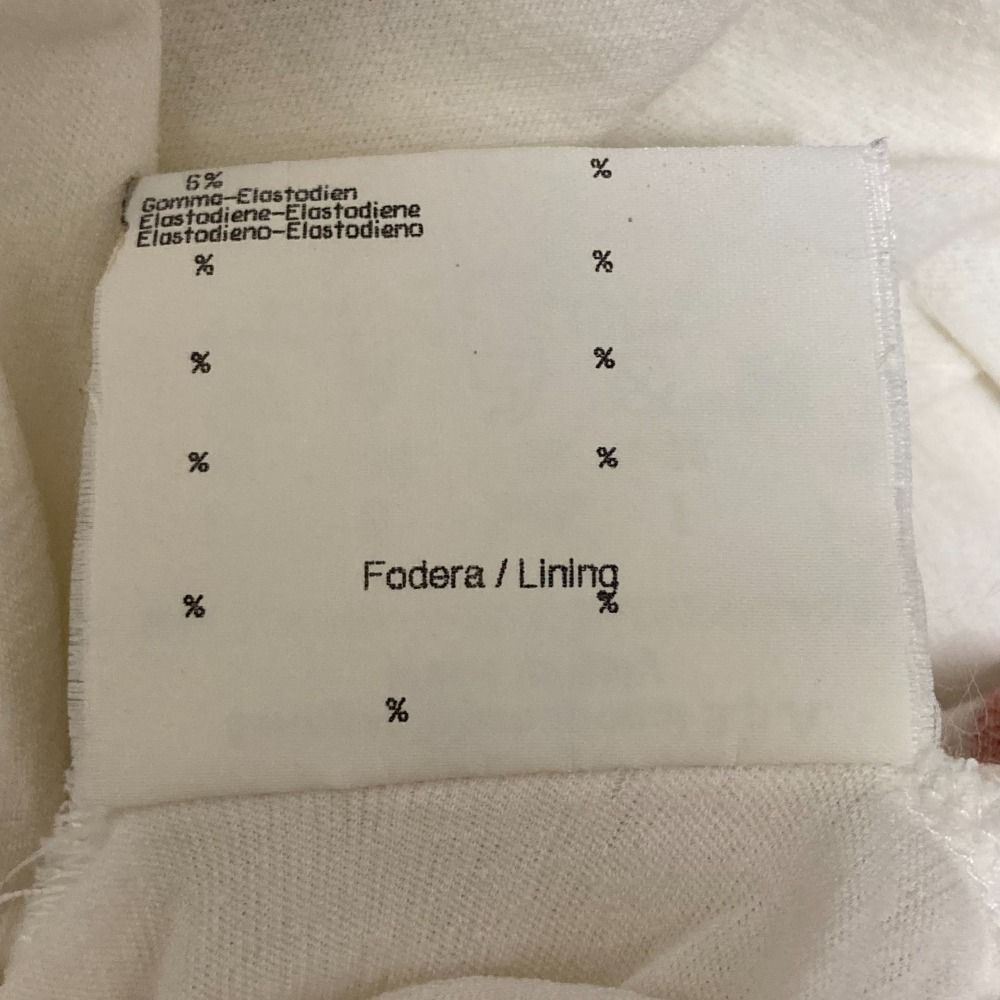 6% %
Gomma-Elastodien
Elastodiene-Elastodiene
Elastodieno-Elastodieno
% %
% %
% %
Fodera / Lining
% %
%